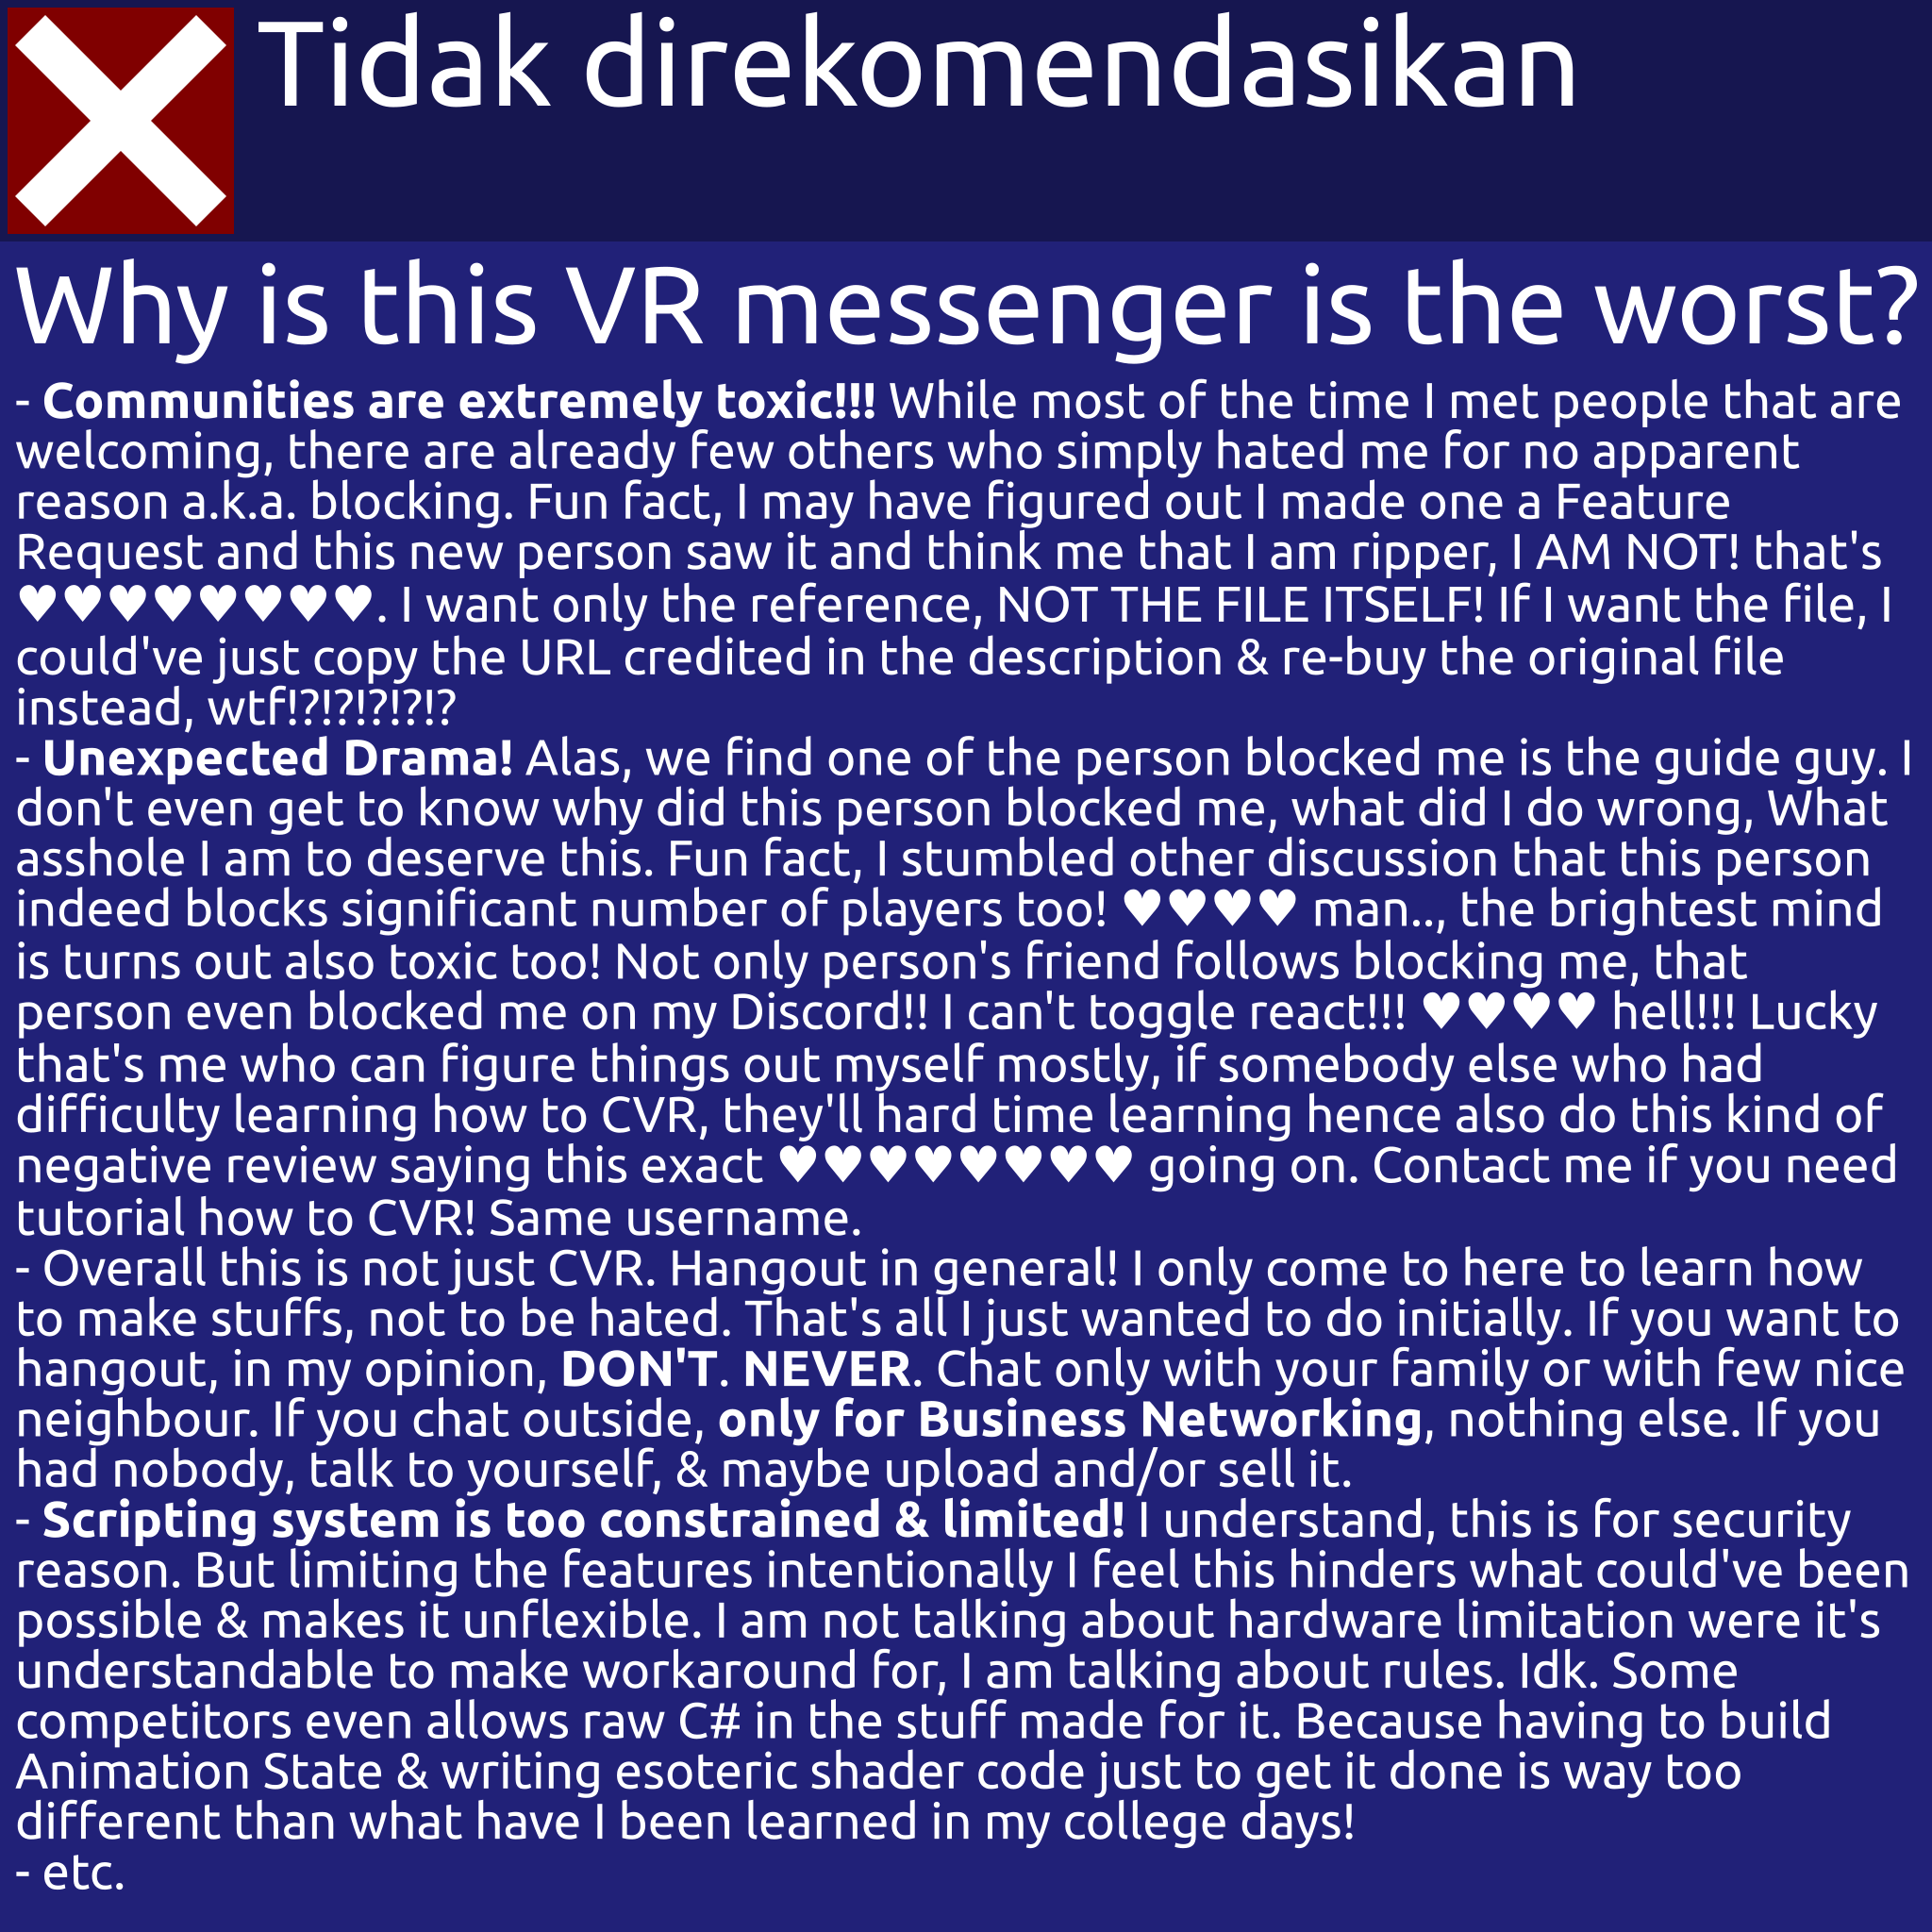 Tidak direkomendasikan
Why is this VR messenger is the worst?
- Communities are extremely toxic!!! While most of the time I met people that are
welcoming, there are already few others who simply hated me for no apparent
reason a.k.a. blocking. Fun fact, I may have figured out I made one a Feature
Request and this new person saw it and think me that I am ripper, I AM NOT! that's
♥♥♥♥♥♥♥♥. I want only the reference, NOT THE FILE ITSELF! If I want the file, I
could've just copy the URL credited in the description & re-buy the original file
instead, wtf!?!?!?!?!?
- Unexpected Drama! Alas, we find one of the person blocked me is the guide guy. I
don't even get to know why did this person blocked me, what did I do wrong, What
asshole I am to deserve this. Fun fact, I stumbled other discussion that this person
indeed blocks significant number of players too! ♥♥♥♥ man.., the brightest mind
is turns out also toxic too! Not only person's friend follows blocking me, that
person even blocked me on my Discord!! I can't toggle react!!! ♥♥♥♥ hell!!! Lucky
that's me who can figure things out myself mostly, if somebody else who had
difficulty learning how to CVR, they'll hard time learning hence also do this kind of
negative review saying this exact ♥♥♥♥♥♥♥♥ going on. Contact me if you need
tutorial how to CVR! Same username.
- Overall this is not just CVR. Hangout in general! I only come to here to learn how
to make stuffs, not to be hated. That's all I just wanted to do initially. If you want to
hangout, in my opinion, DON'T. NEVER. Chat only with your family or with few nice
neighbour. If you chat outside, only for Business Networking, nothing else. If you
had nobody, talk to yourself, & maybe upload and/or sell it.
- Scripting system is too constrained & limited! I understand, this is for security
reason. But limiting the features intentionally I feel this hinders what could've been
possible & makes it unflexible. I am not talking about hardware limitation were it's
understandable to make workaround for, I am talking about rules. Idk. Some
competitors even allows raw C# in the stuff made for it. Because having to build
Animation State & writing esoteric shader code just to get it done is way too
different than what have I been learned in my college days!
- etc.